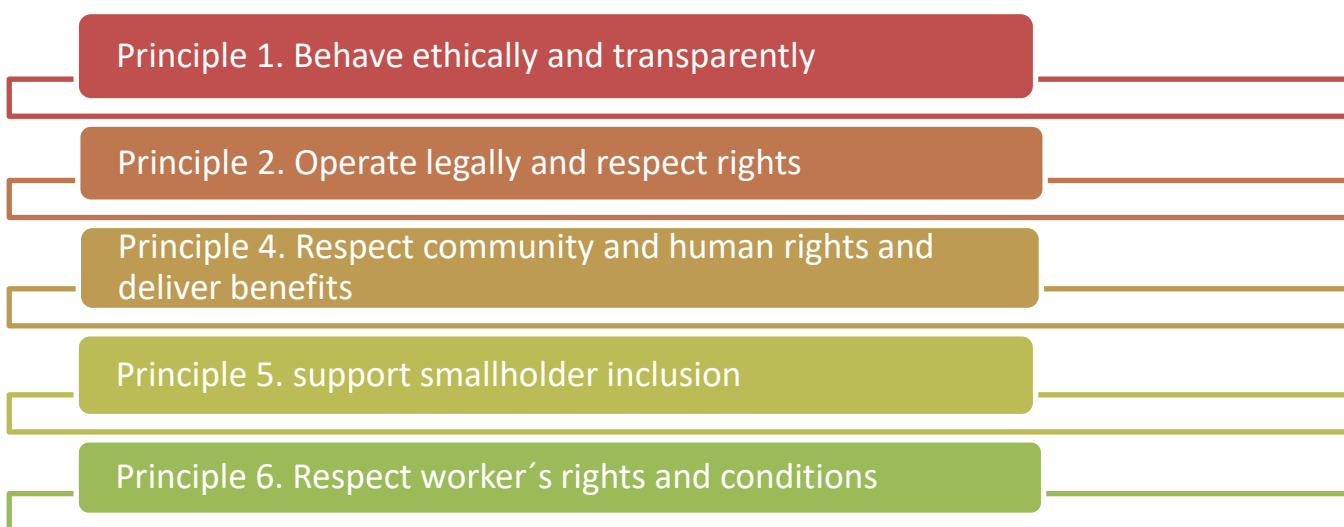 Principle 1. Behave ethically and transparently
Principle 2. Operate legally and respect rights
Principle 4. Respect community and human rights and
deliver benefits
Principle 5. support smallholder inclusion
Principle 6. Respect worker´s rights and conditions